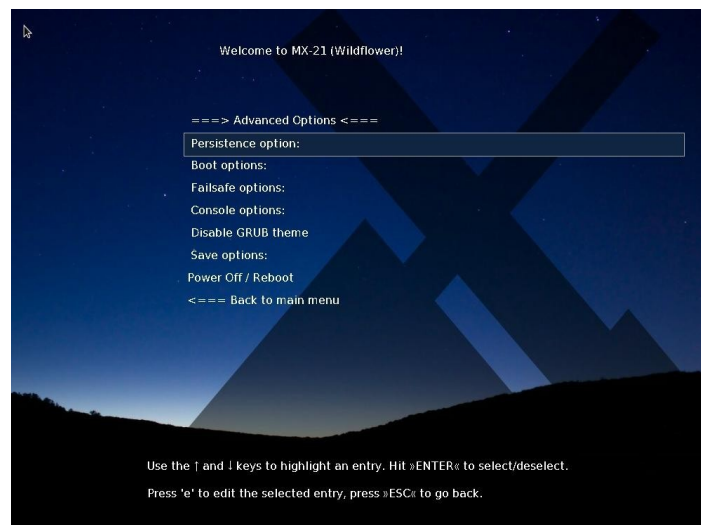 Welcome to MX-21 (Wildflower)!
===> Advanced Options <===
Persistence option:
Boot options:
Failsafe options:
Console options:
Disable GRUB theme
Save options:
Power Off / Reboot
<=== Back to main menu
Use the ↑ and ↓ keys to highlight an entry. Hit »ENTER« to select/deselect.
Press 'e' to edit the selected entry, press »ESC« to go back.